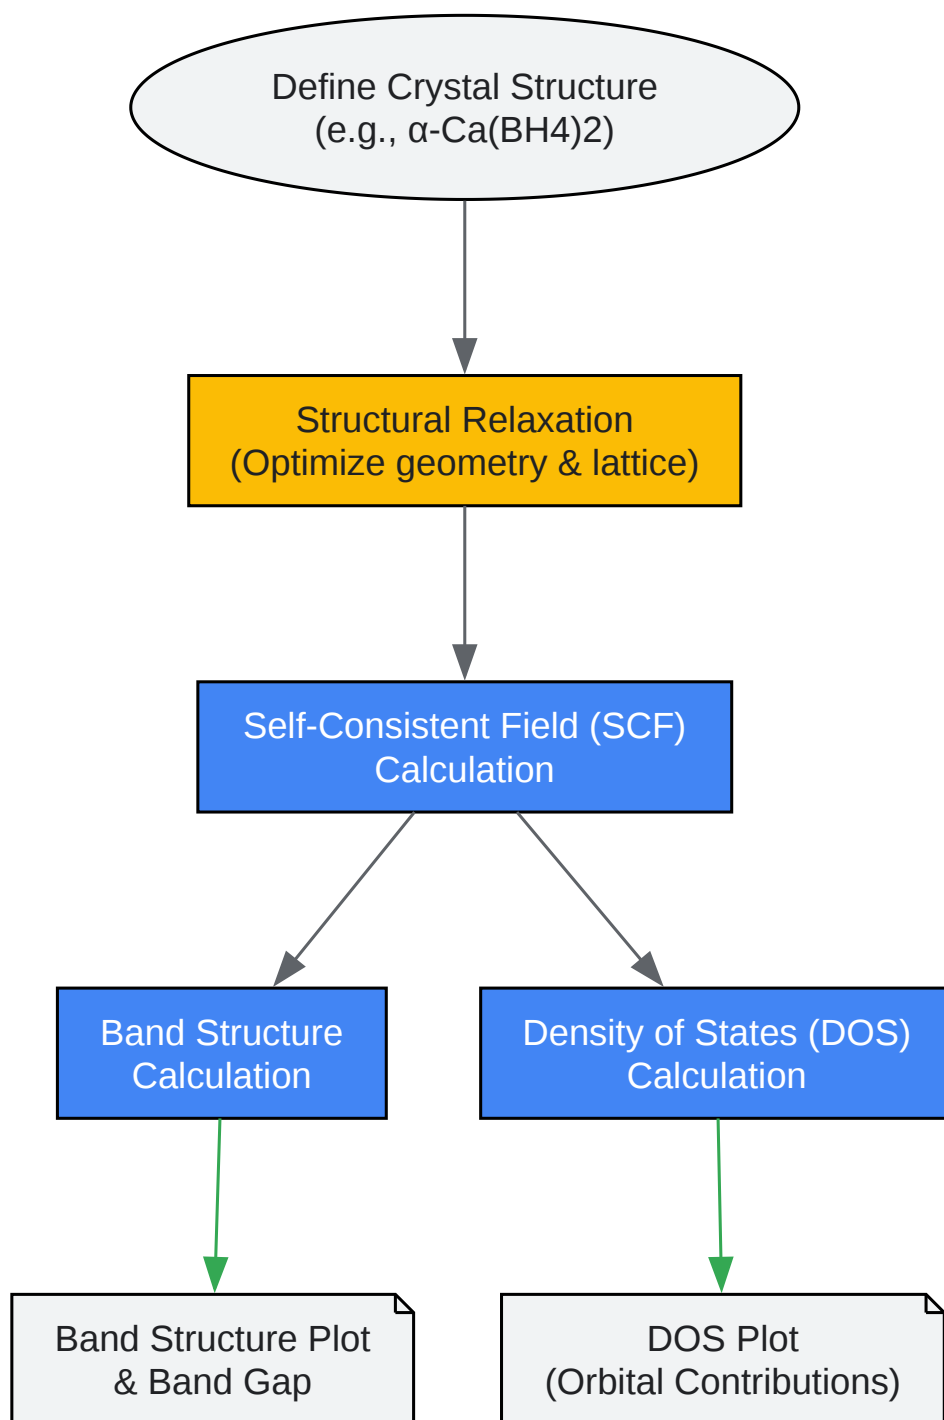 Define Crystal Structure
(e.g., α-Ca(BH4)2)
Structural Relaxation
(Optimize geometry & lattice)
Self-Consistent Field (SCF)
Calculation
Band Structure
Calculation
Density of States (DOS)
Calculation
Band Structure Plot
& Band Gap
DOS Plot
(Orbital Contributions)